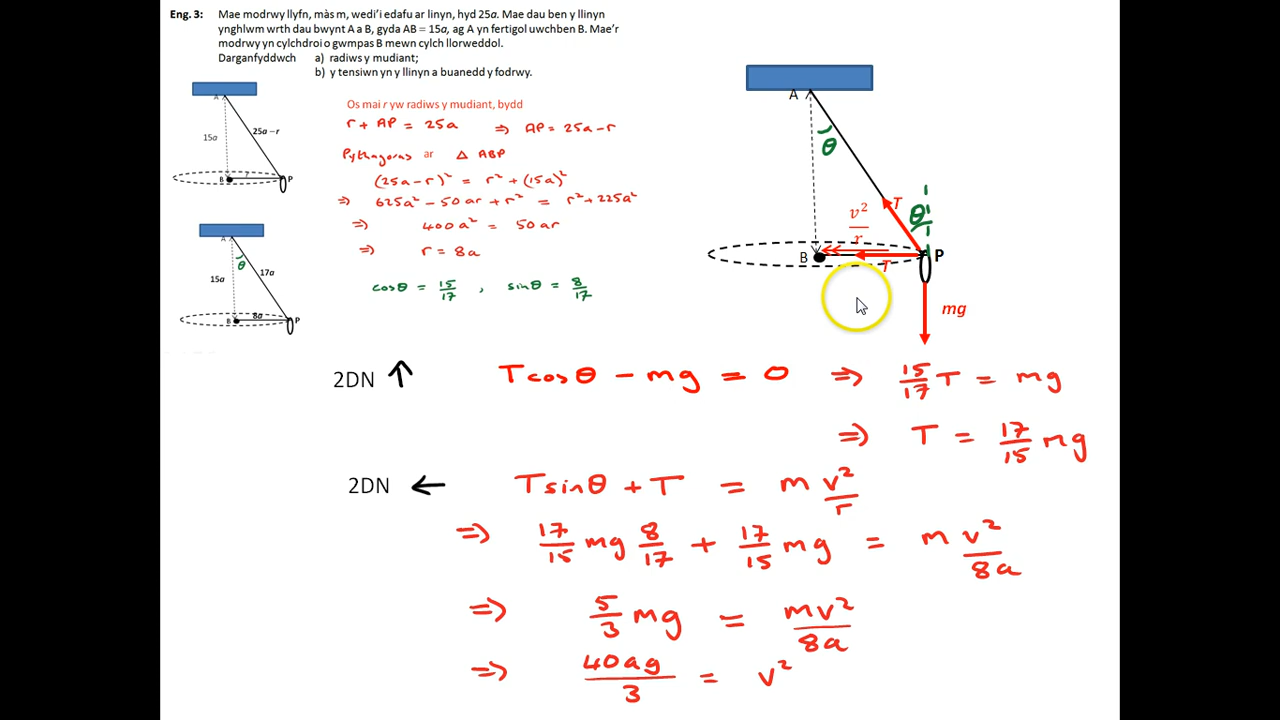 Eng. 3: Mae modrwy llyfn, màs m, wedi'i edafu ar linyn, hyd 25a. Mae dau ben y llinyn
ynghlwm wrth dau bwynt A a B, gyda AB = 15a, ag A yn fertigol uwchben B. Mae'r
modrwy yn cylchdroi o gwmpas B mewn cylch llorweddol.
Darganfyddwch a) radiws y mudiant;
b) y tensiwn yn y llinyn a buanedd y fodrwy.
A
15a
25a – r
B
r
P
A
θ
15a
17a
B
8a
P
Os mai r yw radiws y mudiant, bydd
r + AP = 25a ⇒ AP = 25a – r
Pythagoras ar △ ABP
(25a – r)² = r² + (15a)²
⇒ 625a² – 50ar + r² = r² + 225a²
⇒ 400a² = 50ar
⇒ r = 8a
cosθ = 15/17 , sinθ = 8/17
A
θ
T
θ
v²/r
B
T
P
mg
2DN ↑ Tcosθ – mg = 0 ⇒ 15/17 T = mg
⇒ T = 17/15 mg
2DN ← Tsinθ + T = m v²/r
⇒ 17/15 mg 8/17 + 17/15 mg = m v²/8a
⇒ 5/3 mg = mv²/8a
⇒ 40ag/3 = v²